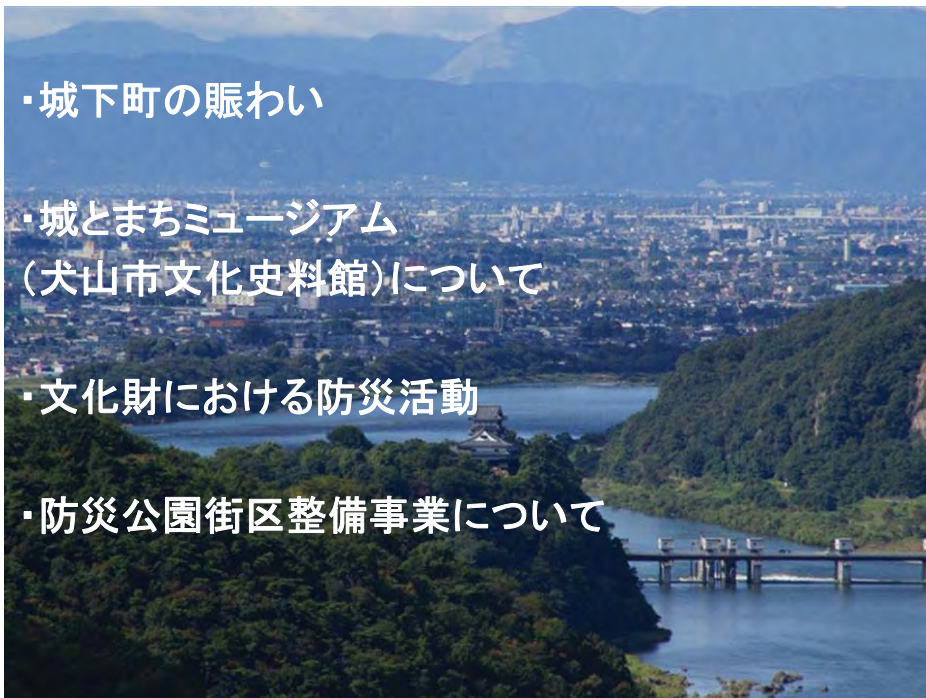 ・城下町の賑わい
・城とまちミュージアム
(犬山市文化史料館)について
・文化財における防災活動
・防災公園街区整備事業について